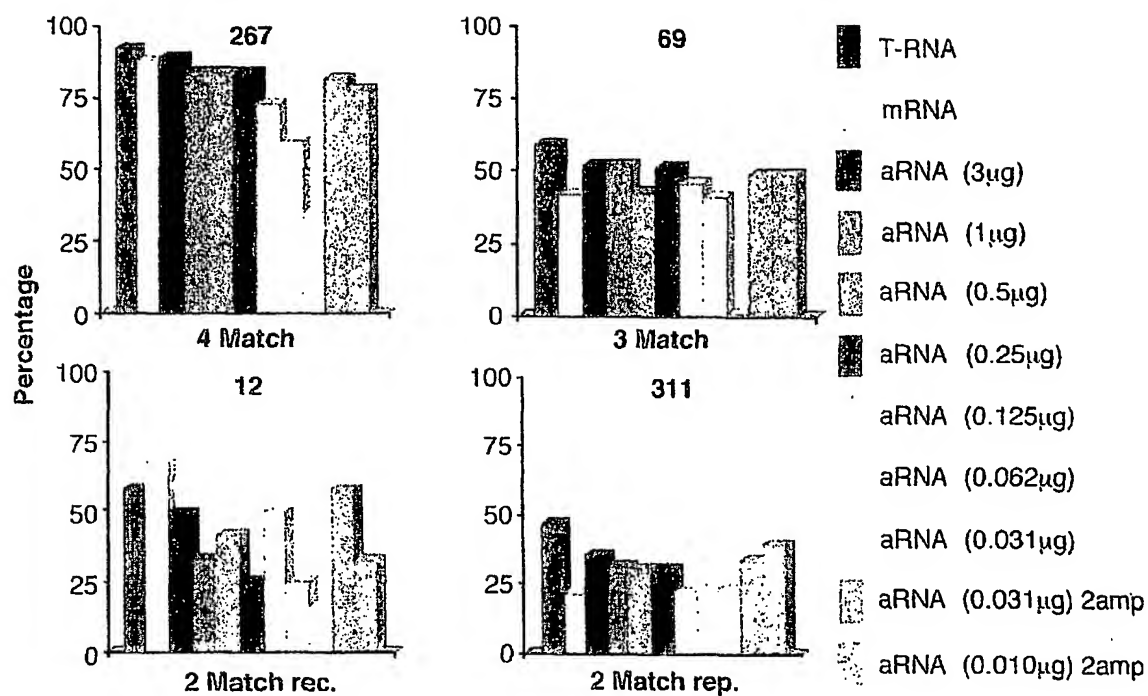 Percentage
100
75
50
25
0
267
4 Match
100
75
50
25
0
69
3 Match
100
75
50
25
0
12
2 Match rec.
100
75
50
25
0
311
2 Match rep.
T-RNA
mRNA
aRNA (3µg)
aRNA (1µg)
aRNA (0.5µg)
aRNA (0.25µg)
aRNA (0.125µg)
aRNA (0.062µg)
aRNA (0.031µg)
aRNA (0.031µg) 2amp
aRNA (0.010µg) 2amp